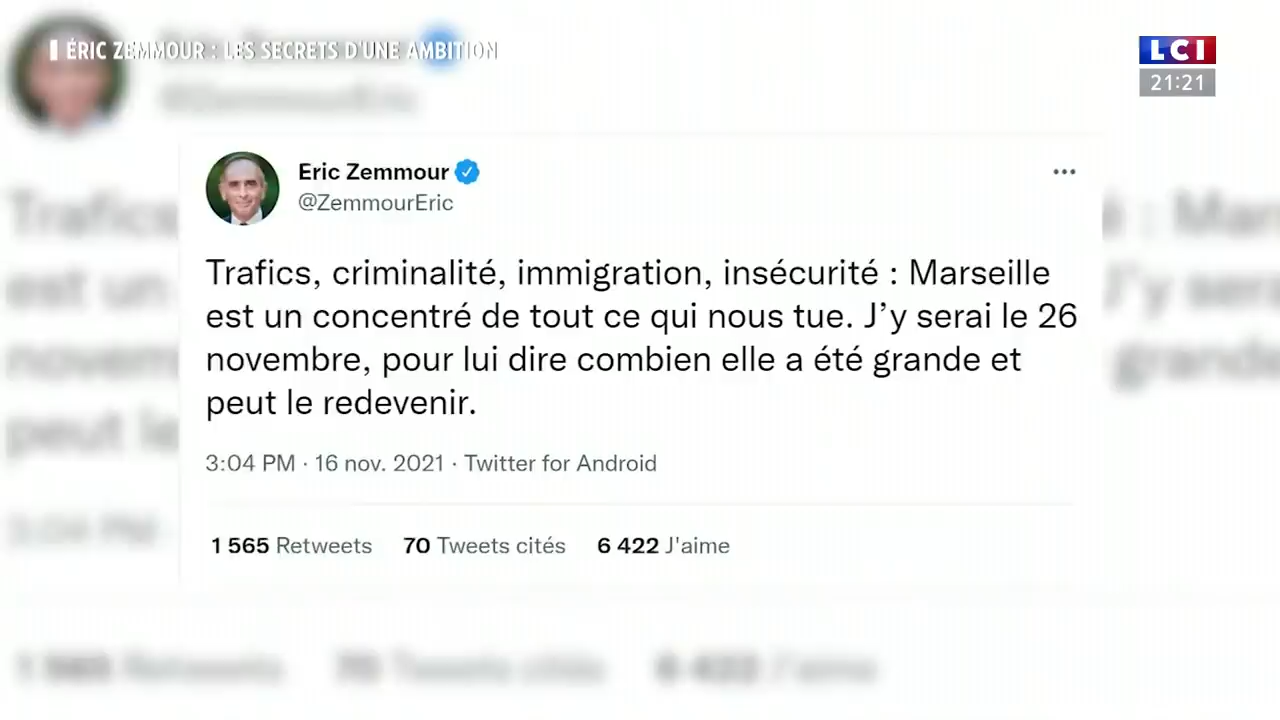 ÉRIC ZEMMOUR : LES SECRETS D'UNE AMBITION
LCI
21:21
Eric Zemmour
@ZemmourEric
Trafics, criminalité, immigration, insécurité : Marseille
est un concentré de tout ce qui nous tue. J’y serai le 26
novembre, pour lui dire combien elle a été grande et
peut le redevenir.
3:04 PM · 16 nov. 2021 · Twitter for Android
1 565 Retweets 70 Tweets cités 6 422 J'aime